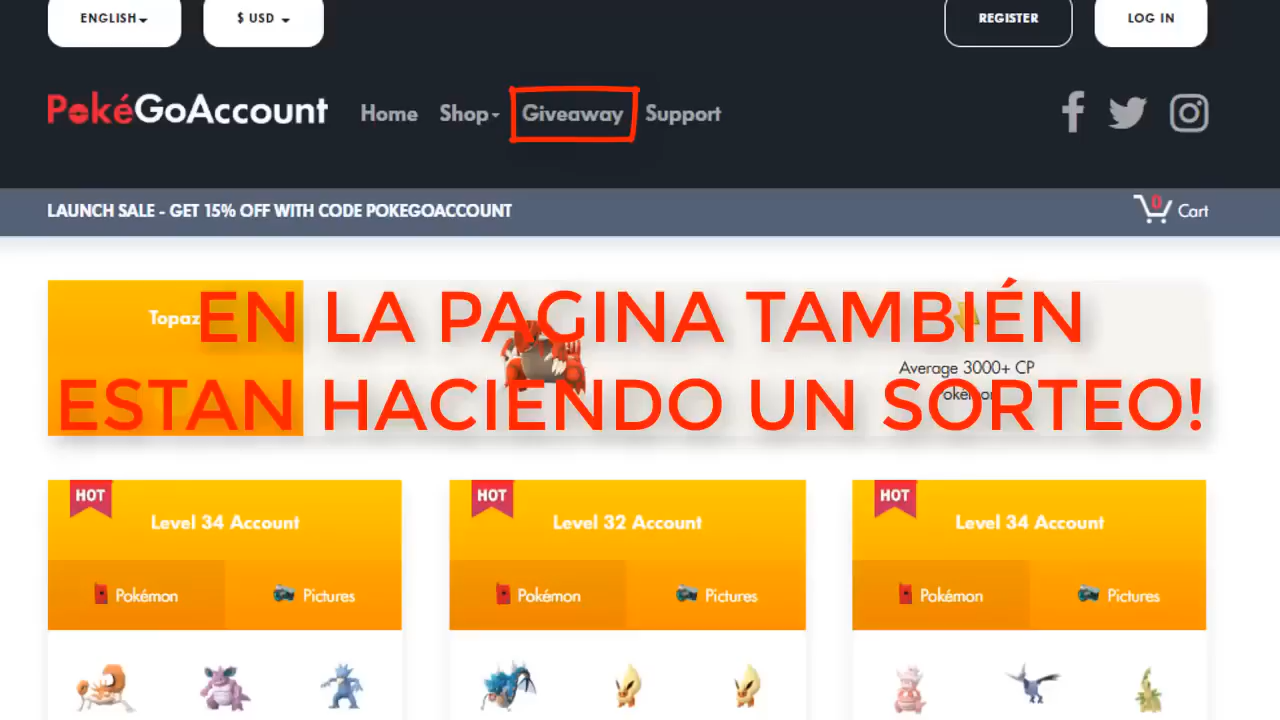 ENGLISH
$ USD
REGISTER
LOG IN
PokéGoAccount
Home
Shop
Giveaway
Support
LAUNCH SALE - GET 15% OFF WITH CODE POKEGOACCOUNT
0
Cart
Topaz
EN LA PAGINA TAMBIÉN
Average 3000+ CP
ESTAN HACIENDO UN SORTEO!
HOT
Level 34 Account
Pokémon
Pictures
HOT
Level 32 Account
Pokémon
Pictures
HOT
Level 34 Account
Pokémon
Pictures